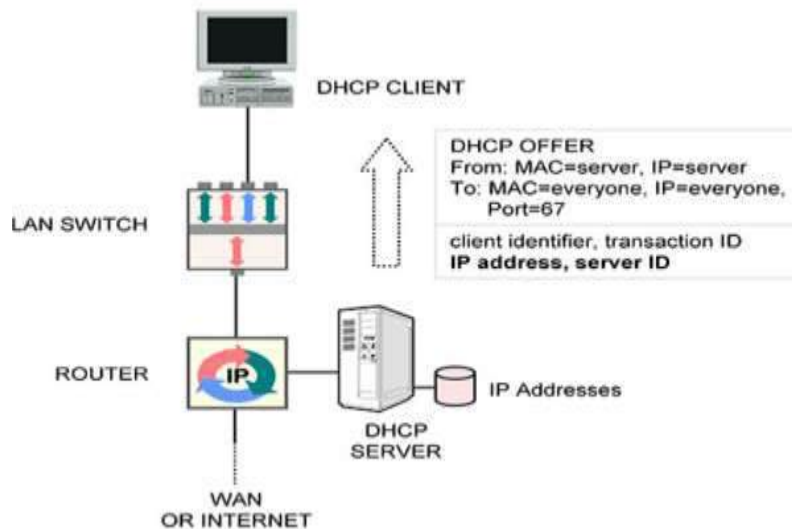 DHCP CLIENT
DHCP OFFER
From: MAC=server, IP=server
To: MAC=everyone, IP=everyone,
Port=67
client identifier, transaction ID
IP address, server ID
LAN SWITCH
ROUTER
IP
IP Addresses
DHCP
SERVER
WAN
OR INTERNET